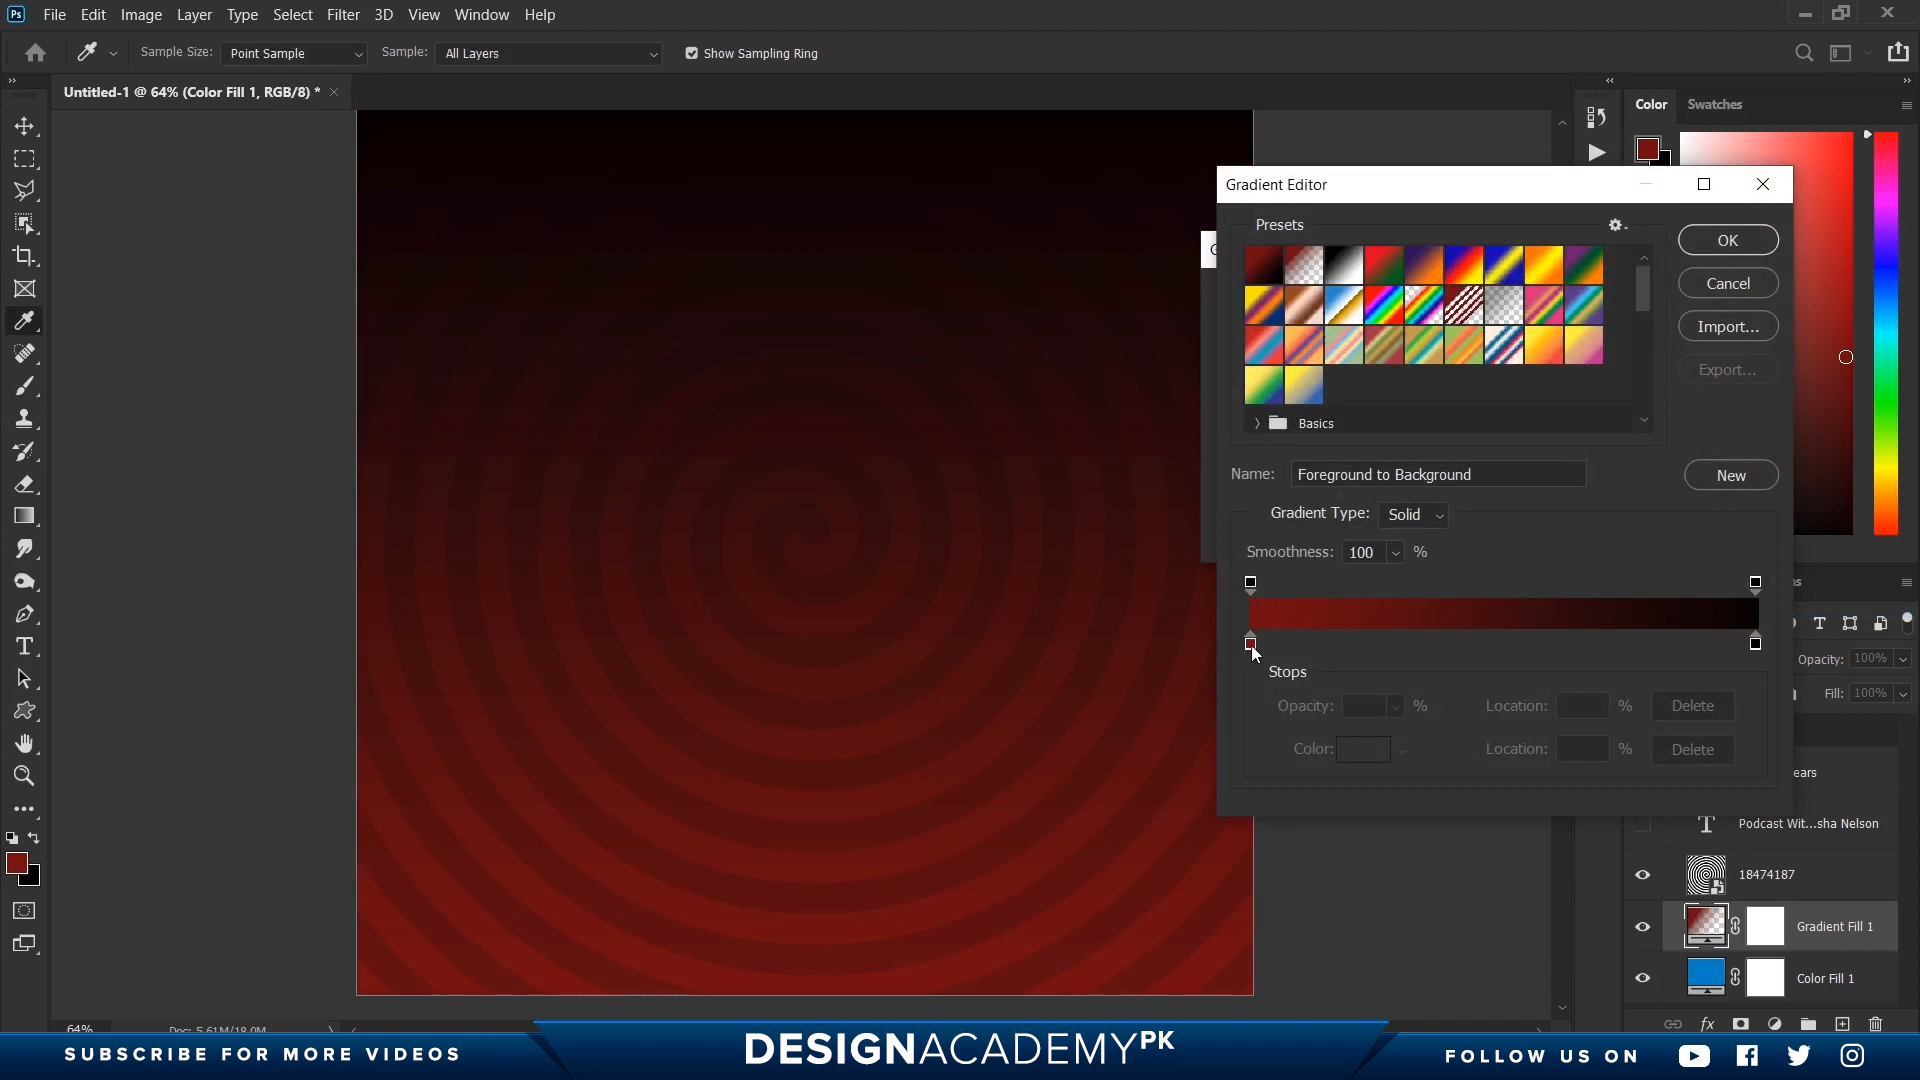 Ps File Edit Image Layer Type Select Filter 3D View Window Help
Sample Size: Point Sample Sample: All Layers Show Sampling Ring
Untitled-1 @ 64% (Color Fill 1, RGB/8) *
Color Swatches
Gradient Editor
Presets
OK
Cancel
Import...
Export...
Basics
Name: Foreground to Background New
Gradient Type: Solid
Smoothness: 100 %
Stops
Opacity: % Location: % Delete
Color: Location: % Delete
Opacity: 100%
Fill: 100%
Podcast Wit...sha Nelson
18474187
Gradient Fill 1
Color Fill 1
fx
64% Doc: 5.61M/18.0M
SUBSCRIBE FOR MORE VIDEOS
DESIGNACADEMYPK
FOLLOW US ON